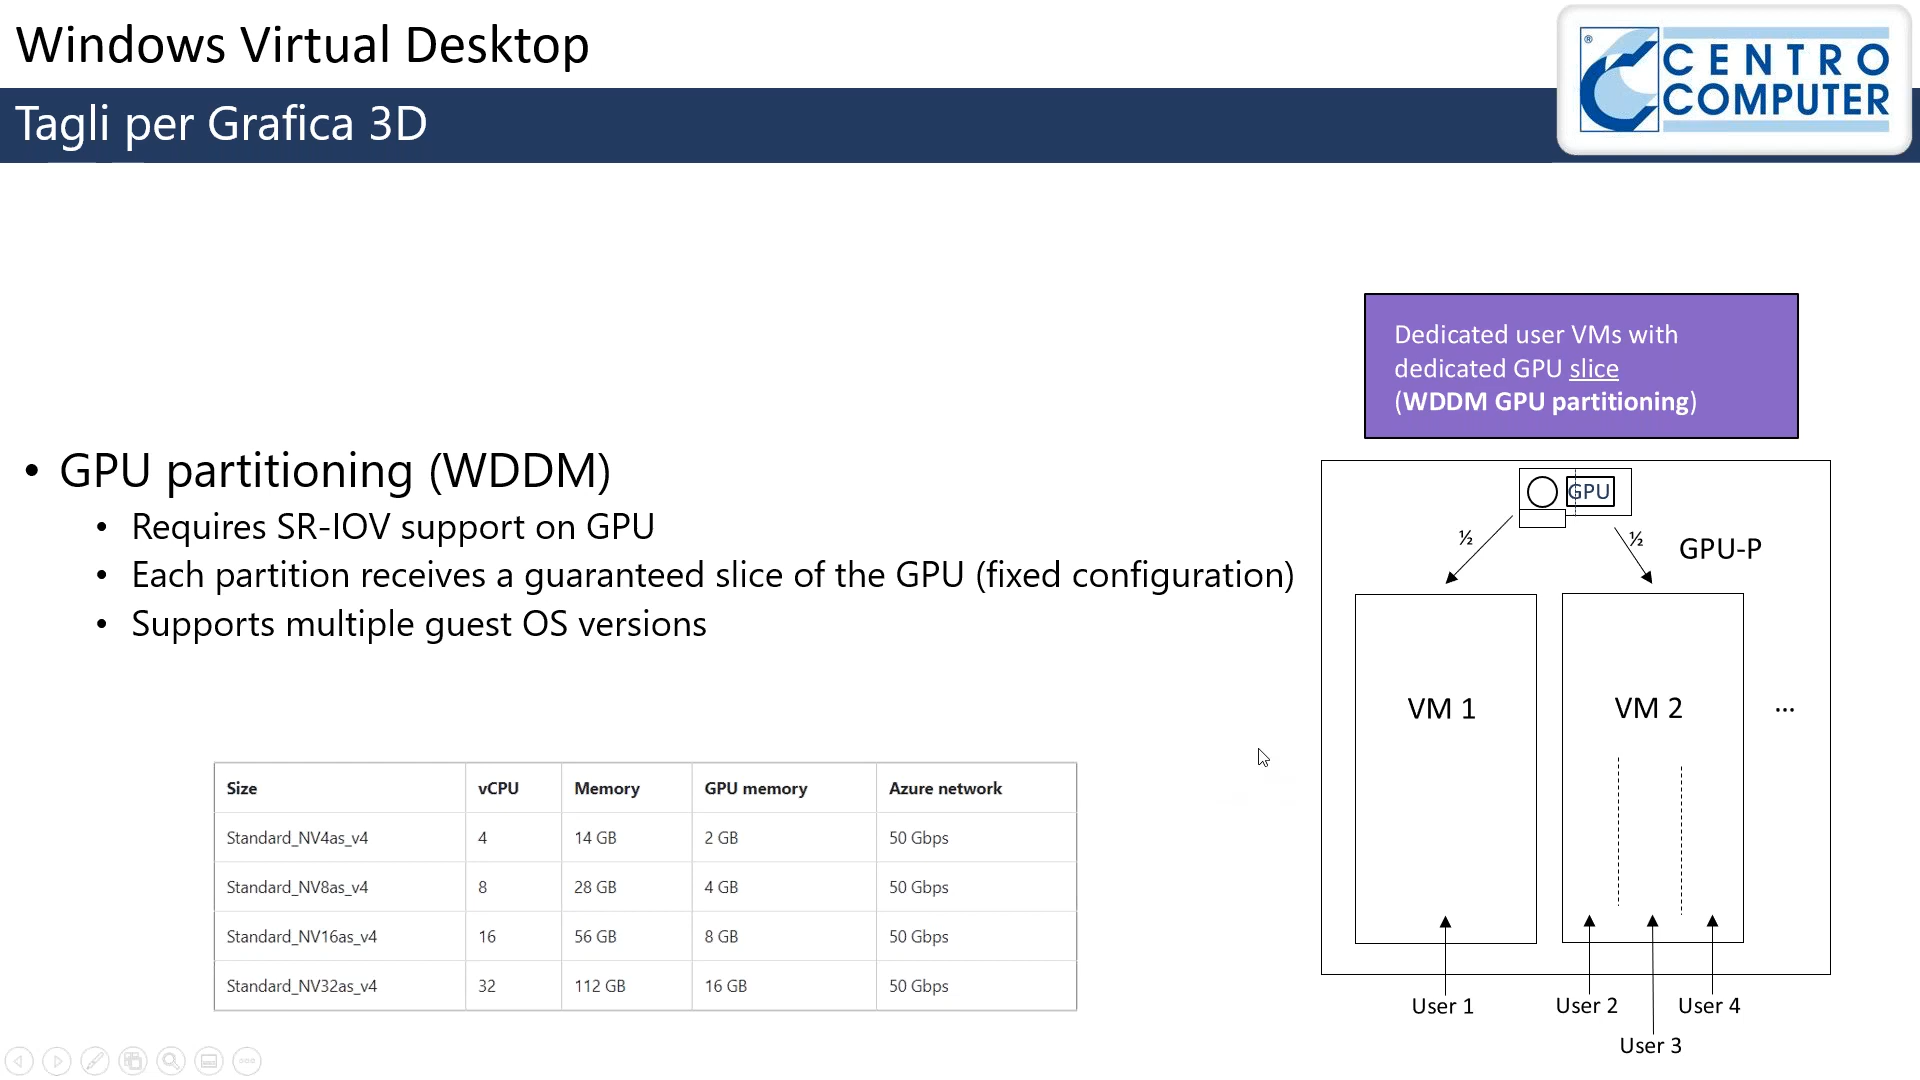 Windows Virtual Desktop
Tagli per Grafica 3D
® CENTRO
COMPUTER
Dedicated user VMs with
dedicated GPU slice
(WDDM GPU partitioning)
• GPU partitioning (WDDM)
• Requires SR-IOV support on GPU
• Each partition receives a guaranteed slice of the GPU (fixed configuration)
• Supports multiple guest OS versions
GPU
½ ½ GPU-P
VM 1 VM 2 ...
User 1 User 2 User 4
User 3
Size vCPU Memory GPU memory Azure network
Standard_NV4as_v4 4 14 GB 2 GB 50 Gbps
Standard_NV8as_v4 8 28 GB 4 GB 50 Gbps
Standard_NV16as_v4 16 56 GB 8 GB 50 Gbps
Standard_NV32as_v4 32 112 GB 16 GB 50 Gbps